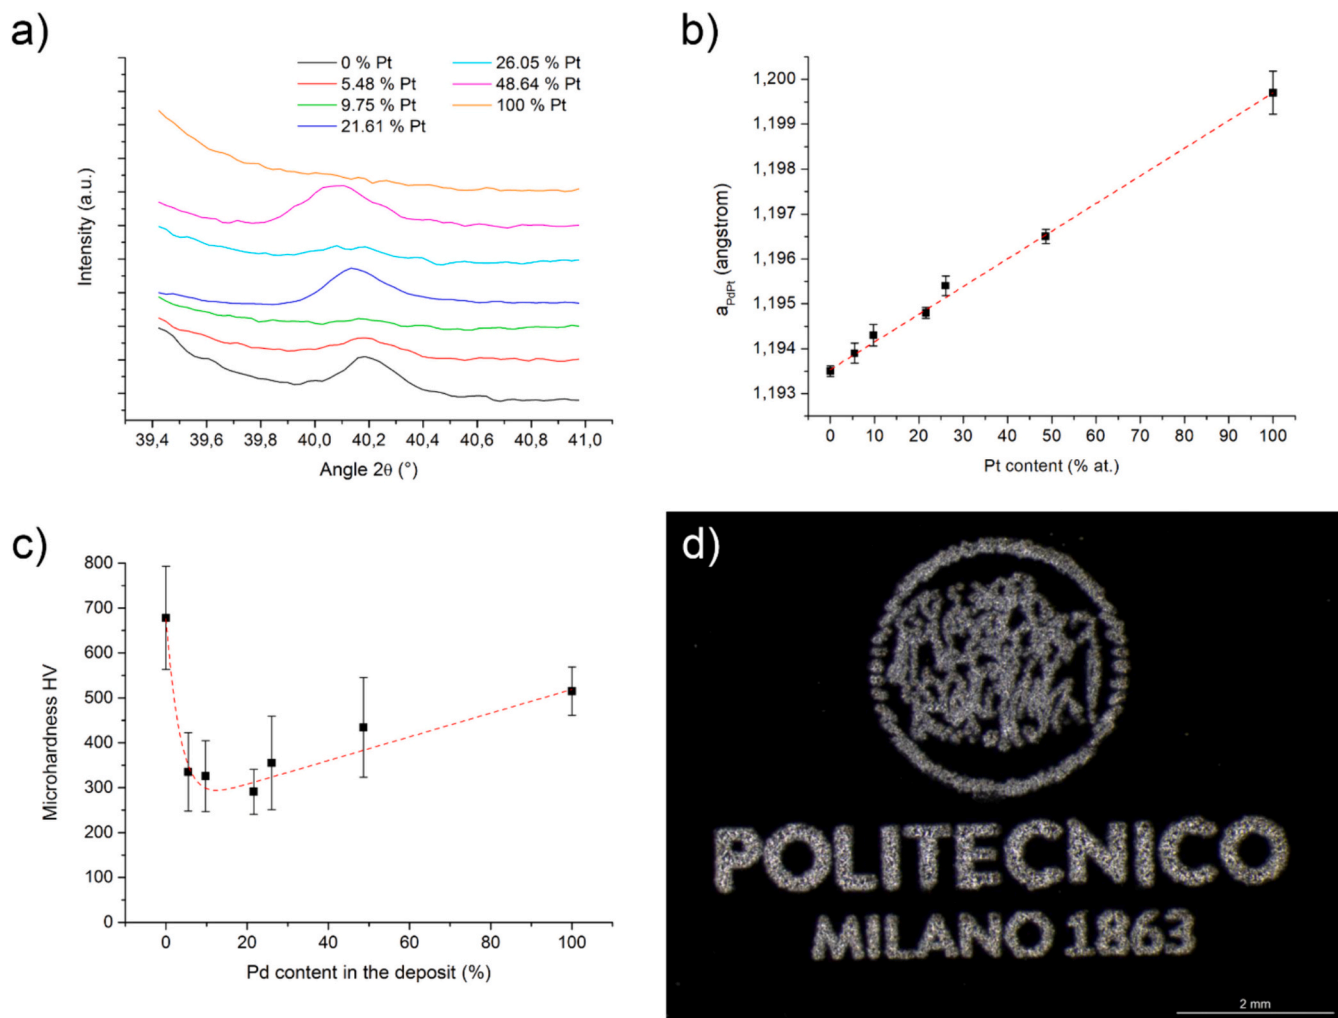 a)
0 % Pt
5.48 % Pt
9.75 % Pt
21.61 % Pt
26.05 % Pt
48.64 % Pt
100 % Pt
Intensity (a.u.)
39,4 39,6 39,8 40,0 40,2 40,4 40,6 40,8 41,0
Angle 2θ (°)
b)
1,200
1,199
1,198
1,197
1,196
1,195
1,194
1,193
a_PdPt (angstrom)
0 10 20 30 40 50 60 70 80 90 100
Pt content (% at.)
c)
800
700
600
500
400
300
200
100
0
Microhardness HV
0 20 40 60 80 100
Pd content in the deposit (%)
d)
POLITECNICO
MILANO 1863
2 mm